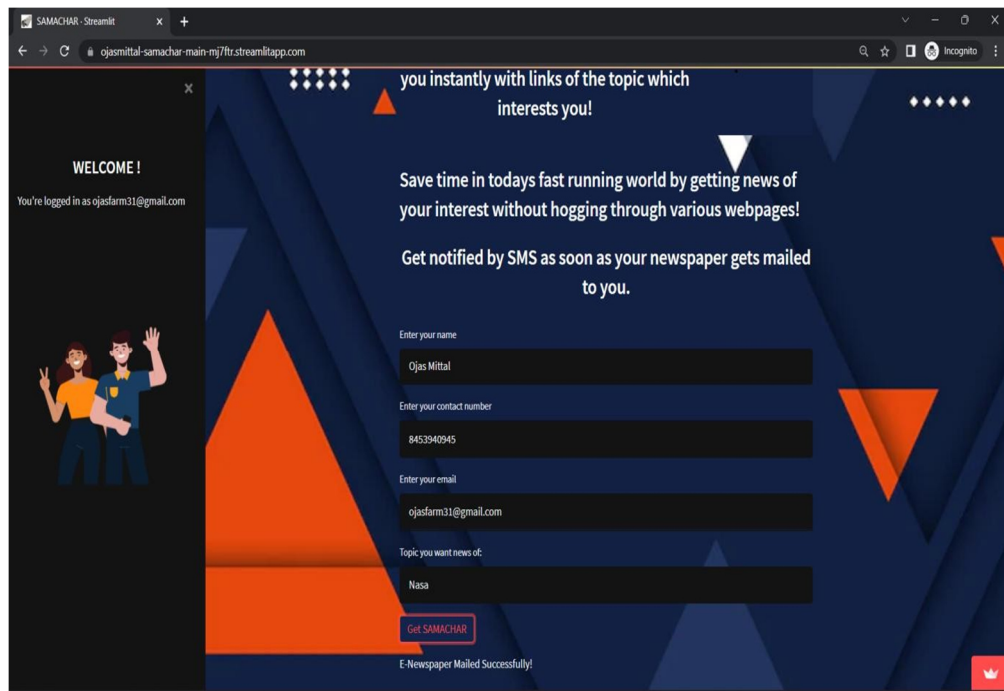 SAMACHAR · Streamlit
ojasmittal-samachar-main-mj7ftr.streamlitapp.com
Incognito
WELCOME !
You're logged in as ojasfarm31@gmail.com
you instantly with links of the topic which
interests you!
Save time in todays fast running world by getting news of
your interest without hogging through various webpages!
Get notified by SMS as soon as your newspaper gets mailed
to you.
Enter your name
Ojas Mittal
Enter your contact number
8453940945
Enter your email
ojasfarm31@gmail.com
Topic you want news of:
Nasa
Get SAMACHAR
E-Newspaper Mailed Successfully!